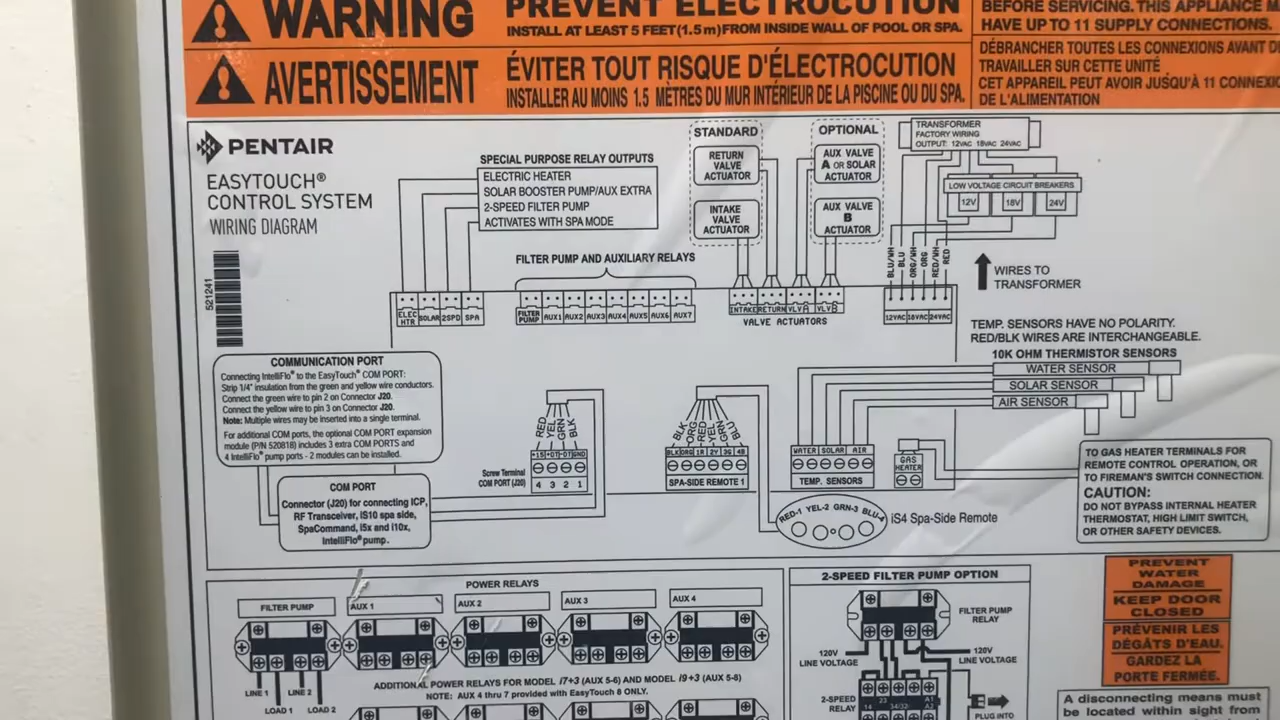 WARNING
PREVENT ELECTROCUTION
INSTALL AT LEAST 5 FEET(1.5m)FROM INSIDE WALL OF POOL OR SPA.
BEFORE SERVICING. THIS APPLIANCE M
HAVE UP TO 11 SUPPLY CONNECTIONS.
AVERTISSEMENT
ÉVITER TOUT RISQUE D'ÉLECTROCUTION
INSTALLER AU MOINS 1.5 MÈTRES DU MUR INTÉRIEUR DE LA PISCINE OU DU SPA.
DÉBRANCHER TOUTES LES CONNEXIONS AVANT D
TRAVAILLER SUR CETTE UNITÉ
CET APPAREIL PEUT AVOIR JUSQU'À 11 CONNEXI
DE L'ALIMENTATION
PENTAIR
EASYTOUCH®
CONTROL SYSTEM
WIRING DIAGRAM
521241
SPECIAL PURPOSE RELAY OUTPUTS
ELECTRIC HEATER
SOLAR BOOSTER PUMP/AUX EXTRA
2-SPEED FILTER PUMP
ACTIVATES WITH SPA MODE
STANDARD
RETURN
VALVE
ACTUATOR
INTAKE
VALVE
ACTUATOR
OPTIONAL
AUX VALVE
A OR SOLAR
ACTUATOR
AUX VALVE
B
ACTUATOR
TRANSFORMER
FACTORY WIRING
OUTPUT: 12VAC 18VAC 24VAC
LOW VOLTAGE CIRCUIT BREAKERS
12V 18V 24V
BLU/WH BLU ORG/WH ORG RED/WH RED
WIRES TO
TRANSFORMER
FILTER PUMP AND AUXILIARY RELAYS
ELEC HTR SOLAR 2SPD SPA
FILTER PUMP AUX1 AUX2 AUX3 AUX4 AUX5 AUX6 AUX7
INTAKE RETURN VLV A VLV B
VALVE ACTUATORS
12VAC 18VAC 24VAC
TEMP. SENSORS HAVE NO POLARITY.
RED/BLK WIRES ARE INTERCHANGEABLE.
10K OHM THERMISTOR SENSORS
WATER SENSOR
SOLAR SENSOR
AIR SENSOR
COMMUNICATION PORT
Connecting IntelliFlo® to the EasyTouch® COM PORT:
Strip 1/4" insulation from the green and yellow wire conductors.
Connect the green wire to pin 2 on Connector J20.
Connect the yellow wire to pin 3 on Connector J20.
Note: Multiple wires may be inserted into a single terminal.
For additional COM ports, the optional COM PORT expansion
module (P/N 520818) includes 3 extra COM PORTS and
4 IntelliFlo® pump ports - 2 modules can be installed.
COM PORT
Connector (J20) for connecting ICP,
RF Transceiver, iS10 spa side,
SpaCommand, i5x and i10x,
IntelliFlo® pump.
RED YEL GRN BLK
Screw Terminal
COM PORT (J20)
+15 +DT -DT GND
4 3 2 1
BLK ORG RED YEL GRN BLU
BLK ORG 1R 2Y 3G 4B
SPA-SIDE REMOTE 1
WATER SOLAR AIR
TEMP. SENSORS
GAS
HEATER
RED-1 YEL-2 GRN-3 BLU-4
iS4 Spa-Side Remote
TO GAS HEATER TERMINALS FOR
REMOTE CONTROL OPERATION, OR
TO FIREMAN'S SWITCH CONNECTION.
CAUTION:
DO NOT BYPASS INTERNAL HEATER
THERMOSTAT, HIGH LIMIT SWITCH,
OR OTHER SAFETY DEVICES.
POWER RELAYS
FILTER PUMP AUX 1 AUX 2 AUX 3 AUX 4
LINE 1 LINE 2
LOAD 1 LOAD 2
ADDITIONAL POWER RELAYS FOR MODEL i7+3 (AUX 5-6) AND MODEL i9+3 (AUX 5-8)
NOTE: AUX 4 thru 7 provided with EasyTouch 8 ONLY.
2-SPEED FILTER PUMP OPTION
FILTER PUMP
RELAY
120V
LINE VOLTAGE
120V
LINE VOLTAGE
2-SPEED
RELAY
14 23 34/32 A1
A2
PLUG INTO
PREVENT
WATER
DAMAGE
KEEP DOOR
CLOSED
PRÉVENIR LES
DÉGÂTS D'EAU.
GARDEZ LA
PORTE FERMÉE.
A disconnecting means must
be located within sight from